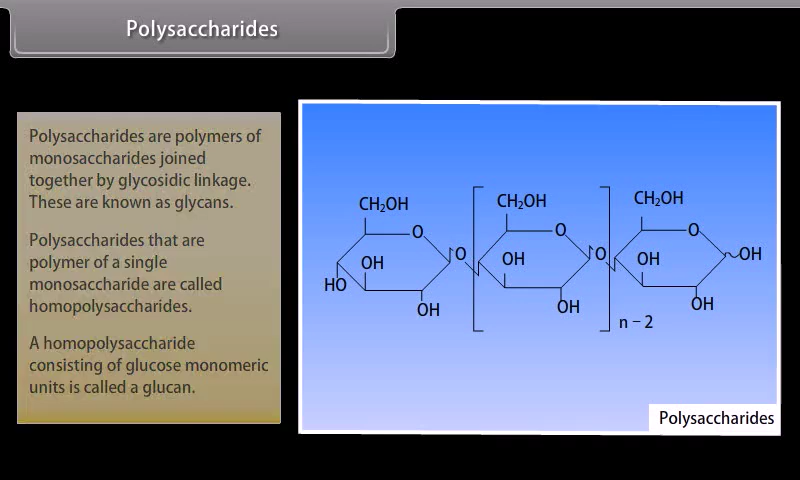 Polysaccharides
Polysaccharides are polymers of
monosaccharides joined
together by glycosidic linkage.
These are known as glycans.
Polysaccharides that are
polymer of a single
monosaccharide are called
homopolysaccharides.
A homopolysaccharide
consisting of glucose monomeric
units is called a glucan.
CH₂OH CH₂OH CH₂OH
O O O
O O OH
OH OH OH
HO
OH OH OH
n – 2
Polysaccharides